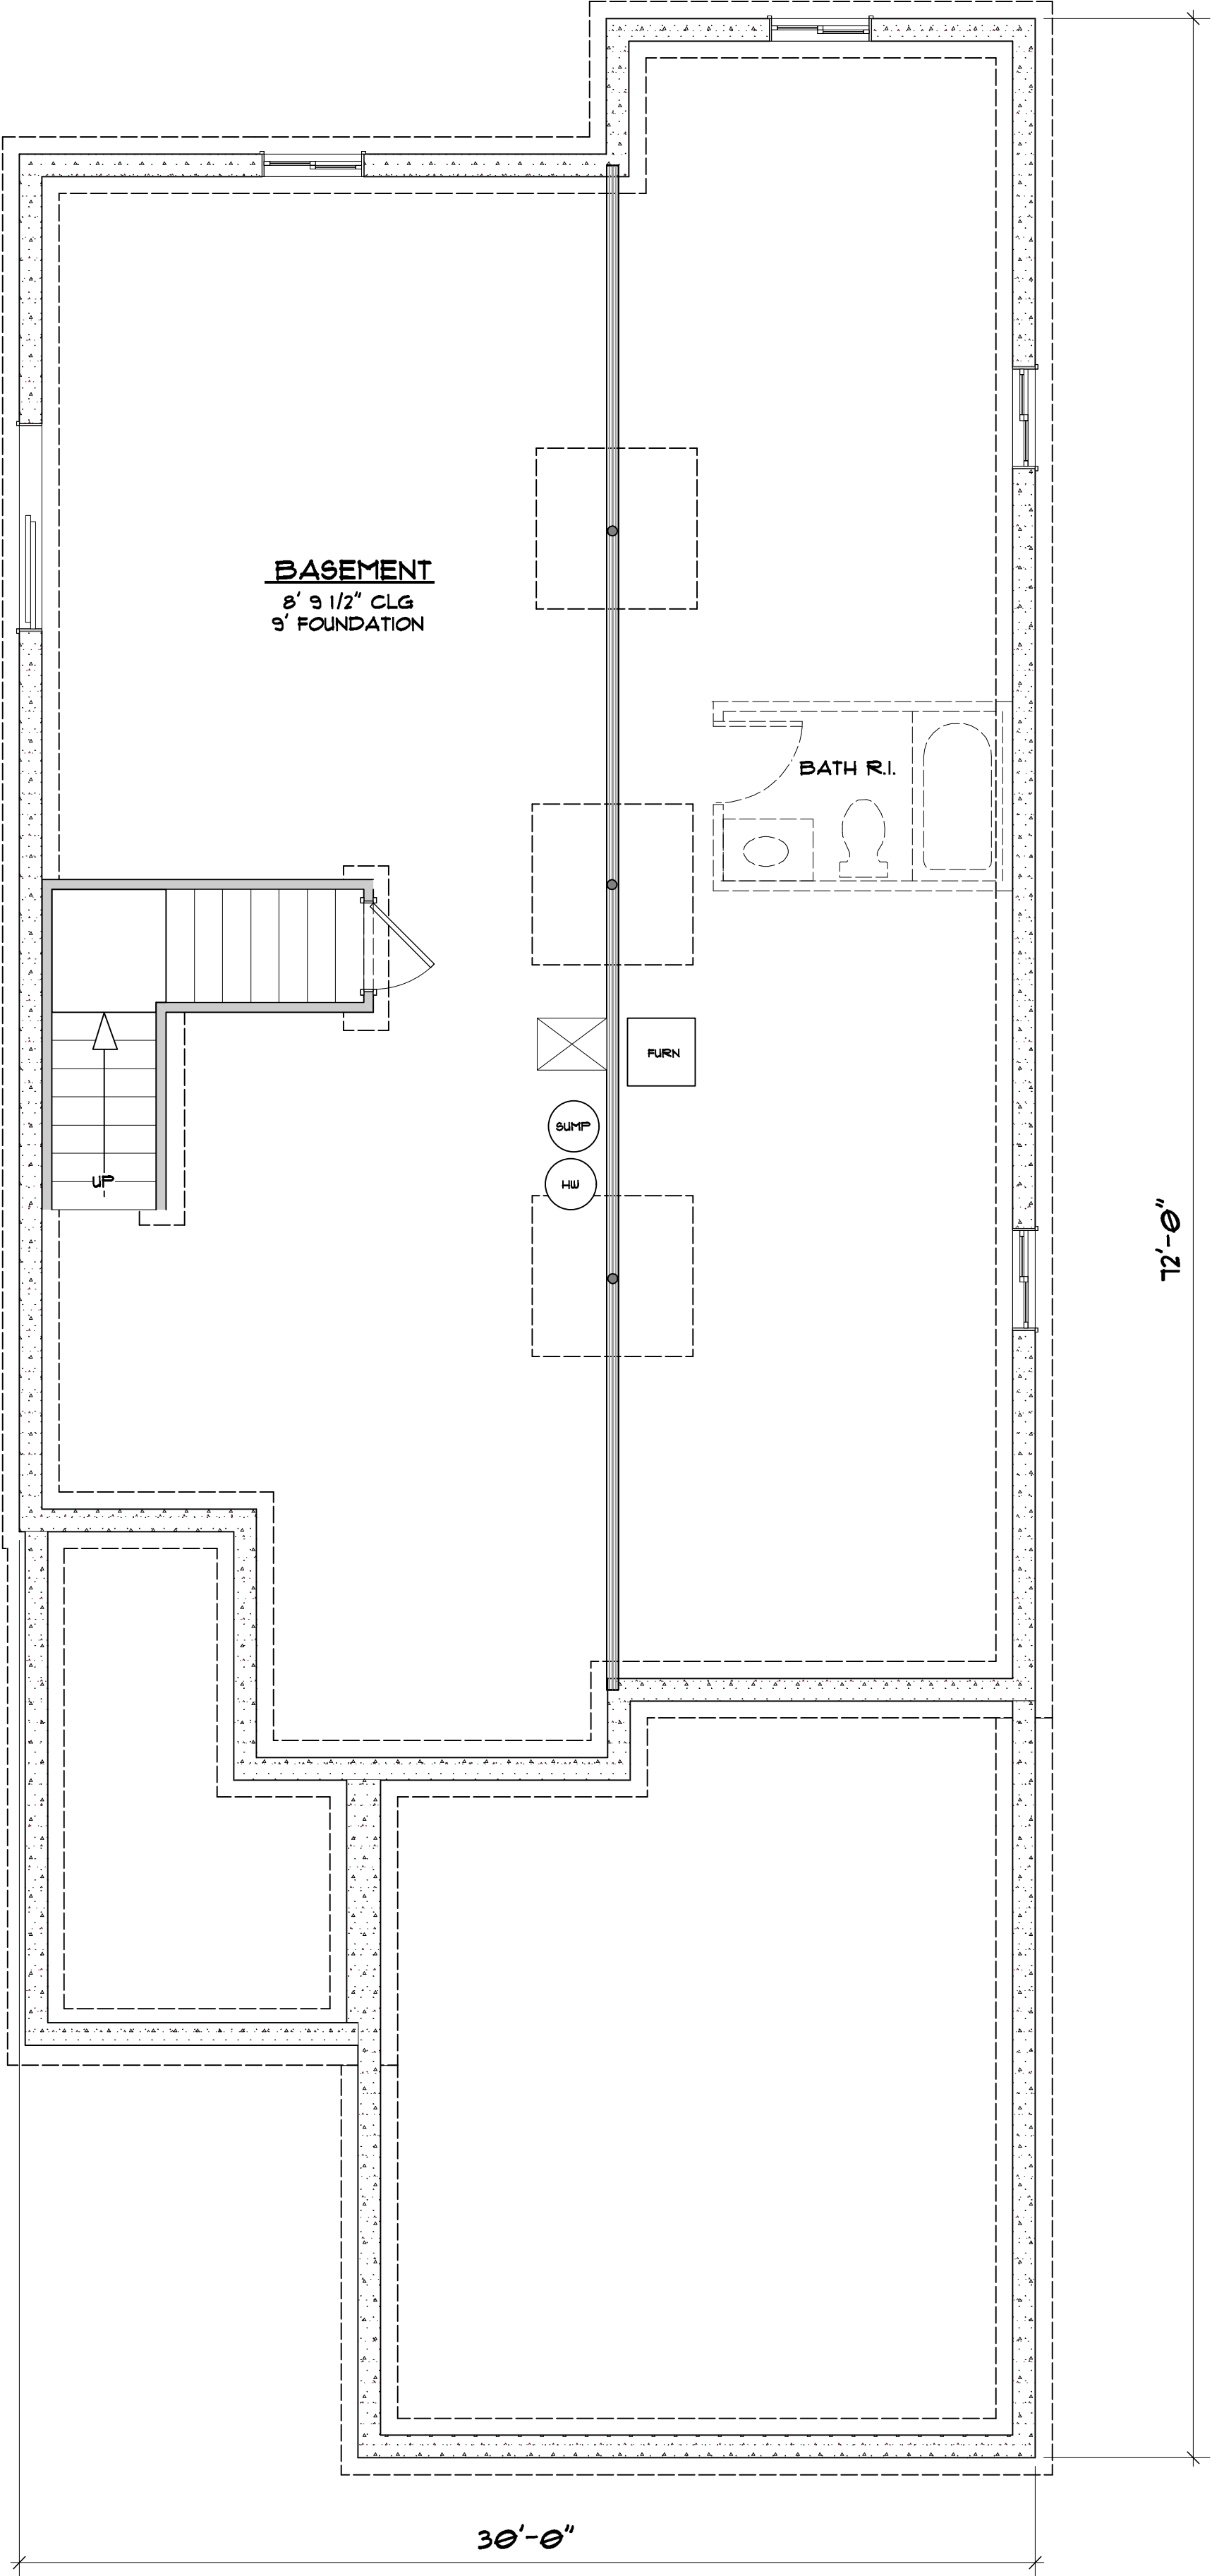 BASEMENT
8' 9 1/2" CLG
9' FOUNDATION
BATH R.I.
FURN
SUMP
HW
UP
72'-0"
30'-0"